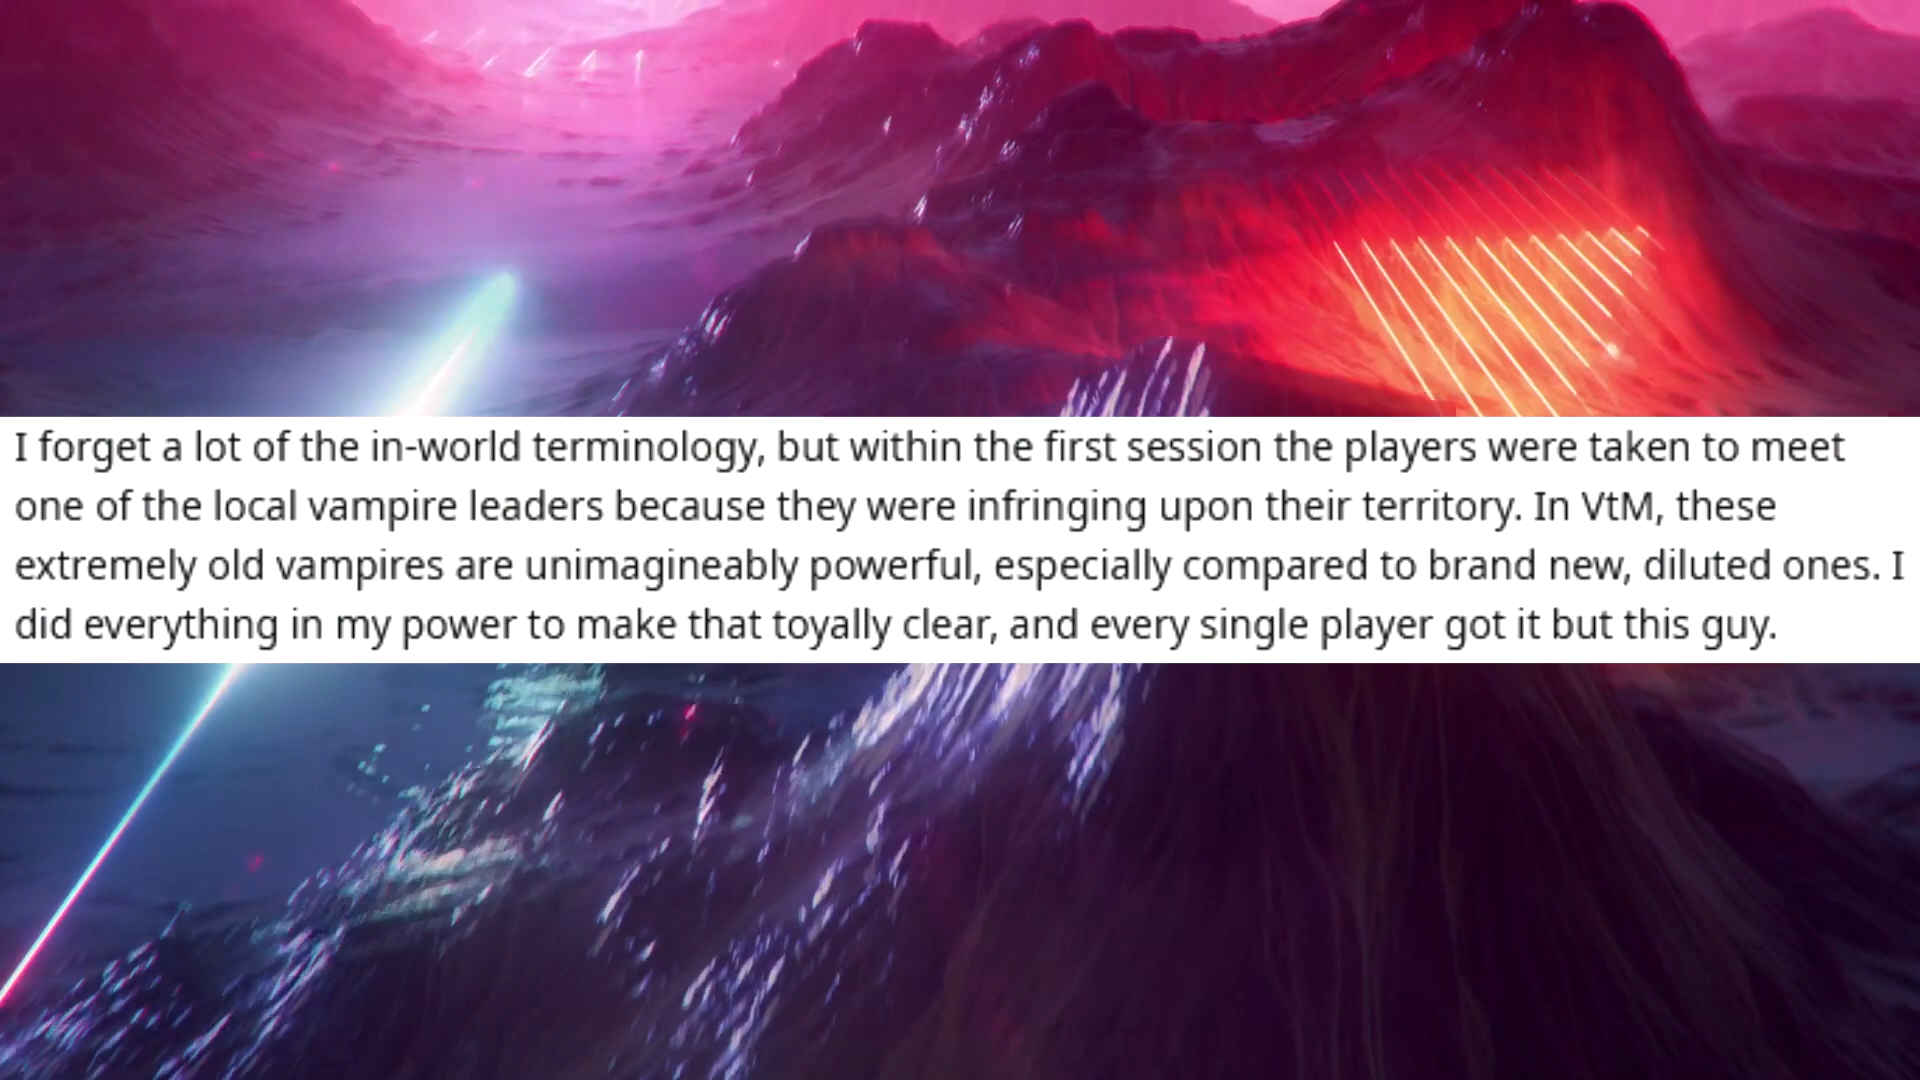 I forget a lot of the in-world terminology, but within the first session the players were taken to meet
one of the local vampire leaders because they were infringing upon their territory. In VtM, these
extremely old vampires are unimagineably powerful, especially compared to brand new, diluted ones. I
did everything in my power to make that toyally clear, and every single player got it but this guy.